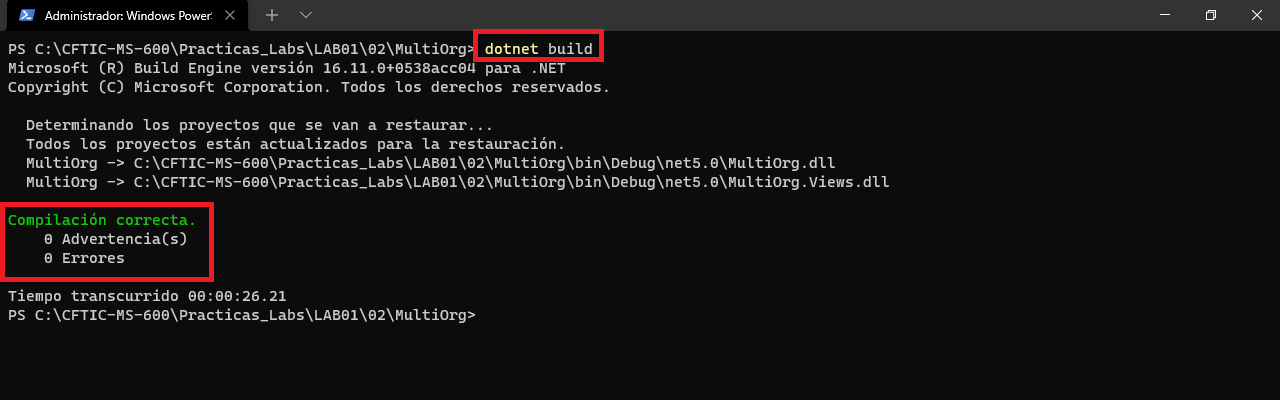 Administrador: Windows PowerS
PS C:\CFTIC-MS-600\Practicas_Labs\LAB01\02\MultiOrg> dotnet build
Microsoft (R) Build Engine versión 16.11.0+0538acc04 para .NET
Copyright (C) Microsoft Corporation. Todos los derechos reservados.
Determinando los proyectos que se van a restaurar...
Todos los proyectos están actualizados para la restauración.
MultiOrg -> C:\CFTIC-MS-600\Practicas_Labs\LAB01\02\MultiOrg\bin\Debug\net5.0\MultiOrg.dll
MultiOrg -> C:\CFTIC-MS-600\Practicas_Labs\LAB01\02\MultiOrg\bin\Debug\net5.0\MultiOrg.Views.dll
Compilación correcta.
0 Advertencia(s)
0 Errores
Tiempo transcurrido 00:00:26.21
PS C:\CFTIC-MS-600\Practicas_Labs\LAB01\02\MultiOrg>